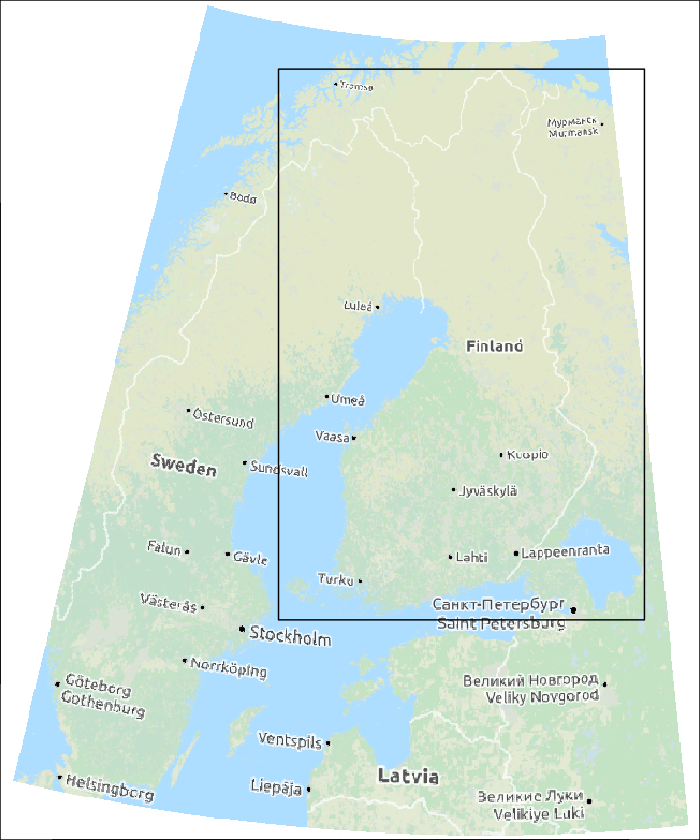 Tromsø
Мурманск
Murmansk
Bodø
Luleå
Finland
Umeå
Östersund
Vaasa
Kuopio
Sweden
Sundsvall
Jyväskylä
Falun
Gävle
Lahti
Lappeenranta
Turku
Västerås
Санкт-Петербург
Saint Petersburg
Stockholm
Norrköping
Göteborg
Gothenburg
Великий Новгород
Veliky Novgorod
Ventspils
Helsingborg
Liepāja
Latvia
Великие Луки
Velikiye Luki